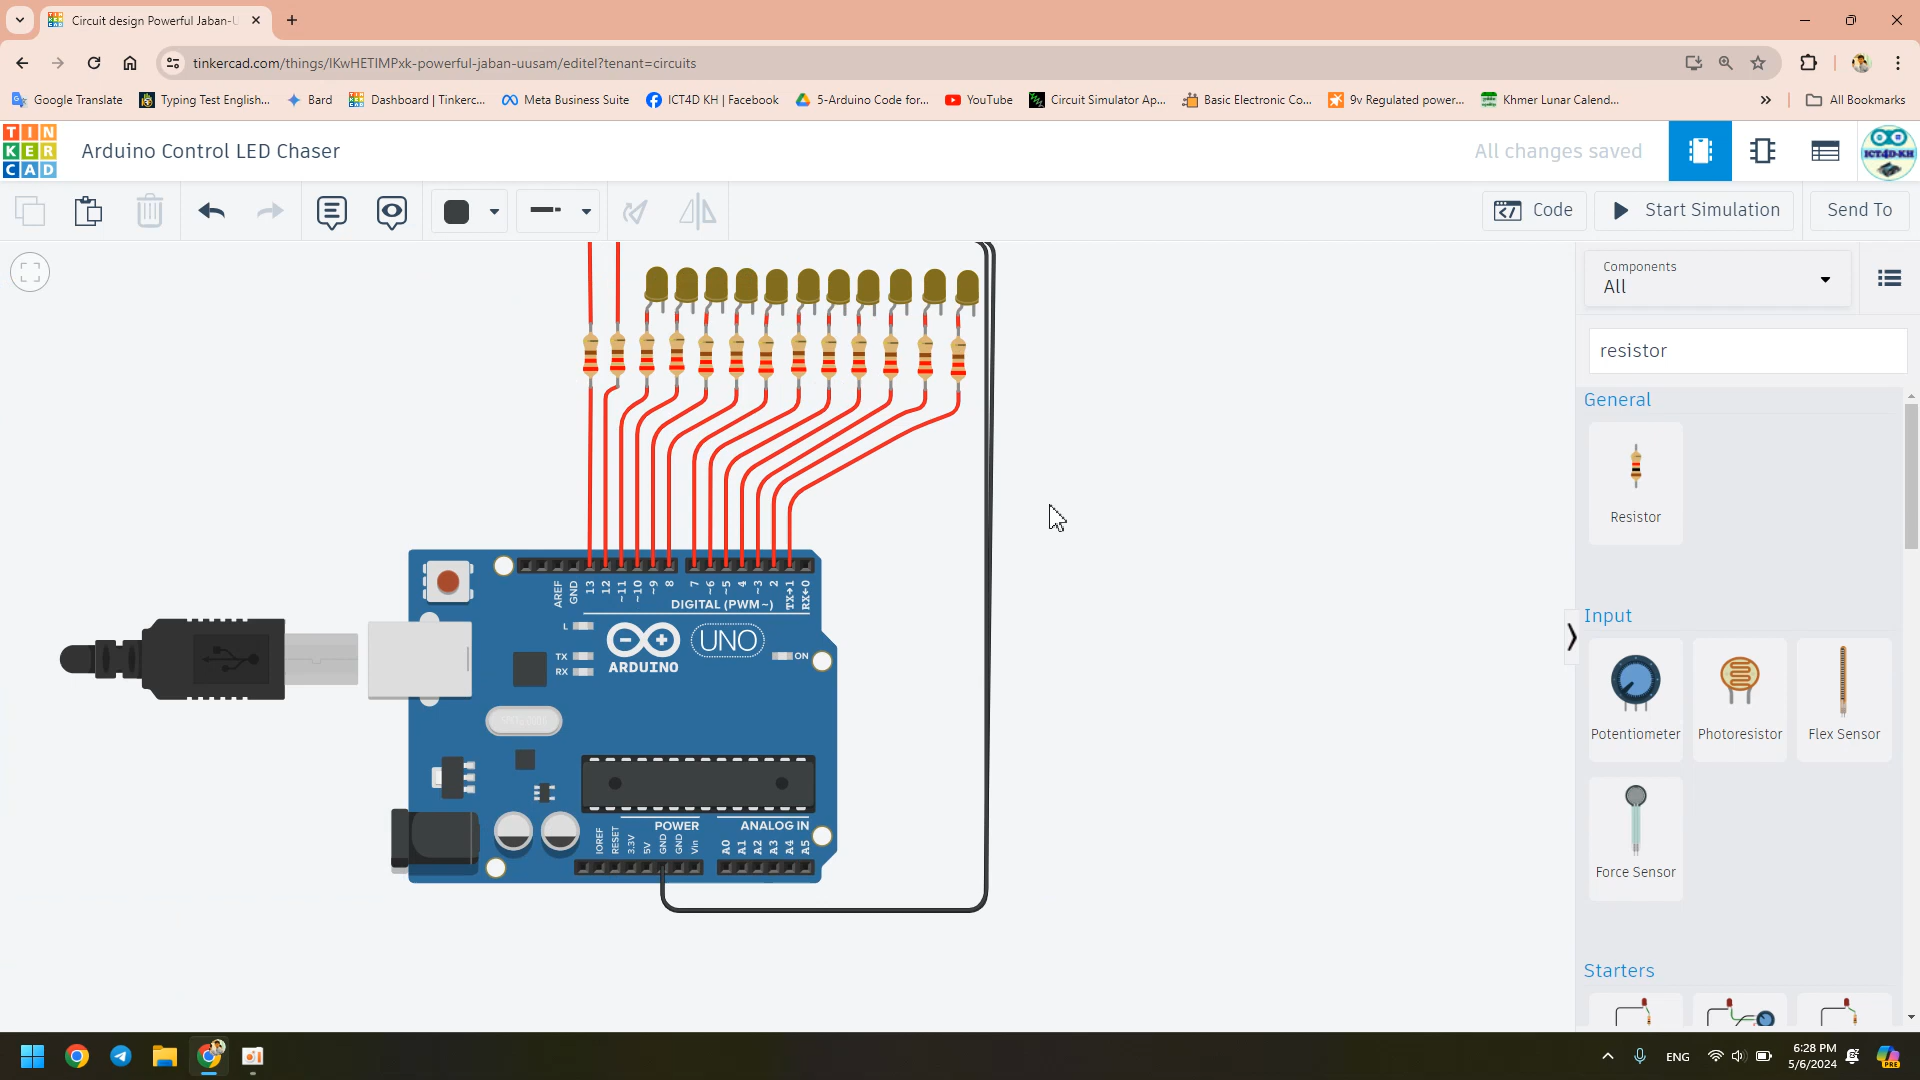 Circuit design Powerful Jaban-U
tinkercad.com/things/lKwHETIMPxk-powerful-jaban-uusam/editel?tenant=circuits
Google Translate
Typing Test English...
Bard
Dashboard | Tinkerc...
Meta Business Suite
ICT4D KH | Facebook
5-Arduino Code for...
YouTube
Circuit Simulator Ap...
Basic Electronic Co...
9v Regulated power...
Khmer Lunar Calend...
»
All Bookmarks
TIN
KER
CAD
Arduino Control LED Chaser
All changes saved
ICT4D-KH
Code
Start Simulation
Send To
Components
All
resistor
General
Resistor
Input
Potentiometer
Photoresistor
Flex Sensor
Force Sensor
Starters
AREF
GND
13
12
~11
~10
~9
8
7
~6
~5
4
~3
2
TX→1
RX←0
DIGITAL (PWM~)
L
TX
RX
UNO
ON
ARDUINO
POWER
ANALOG IN
IOREF
RESET
3.3V
5V
GND
GND
Vin
A0
A1
A2
A3
A4
A5
ENG
6:28 PM
5/6/2024
PRE